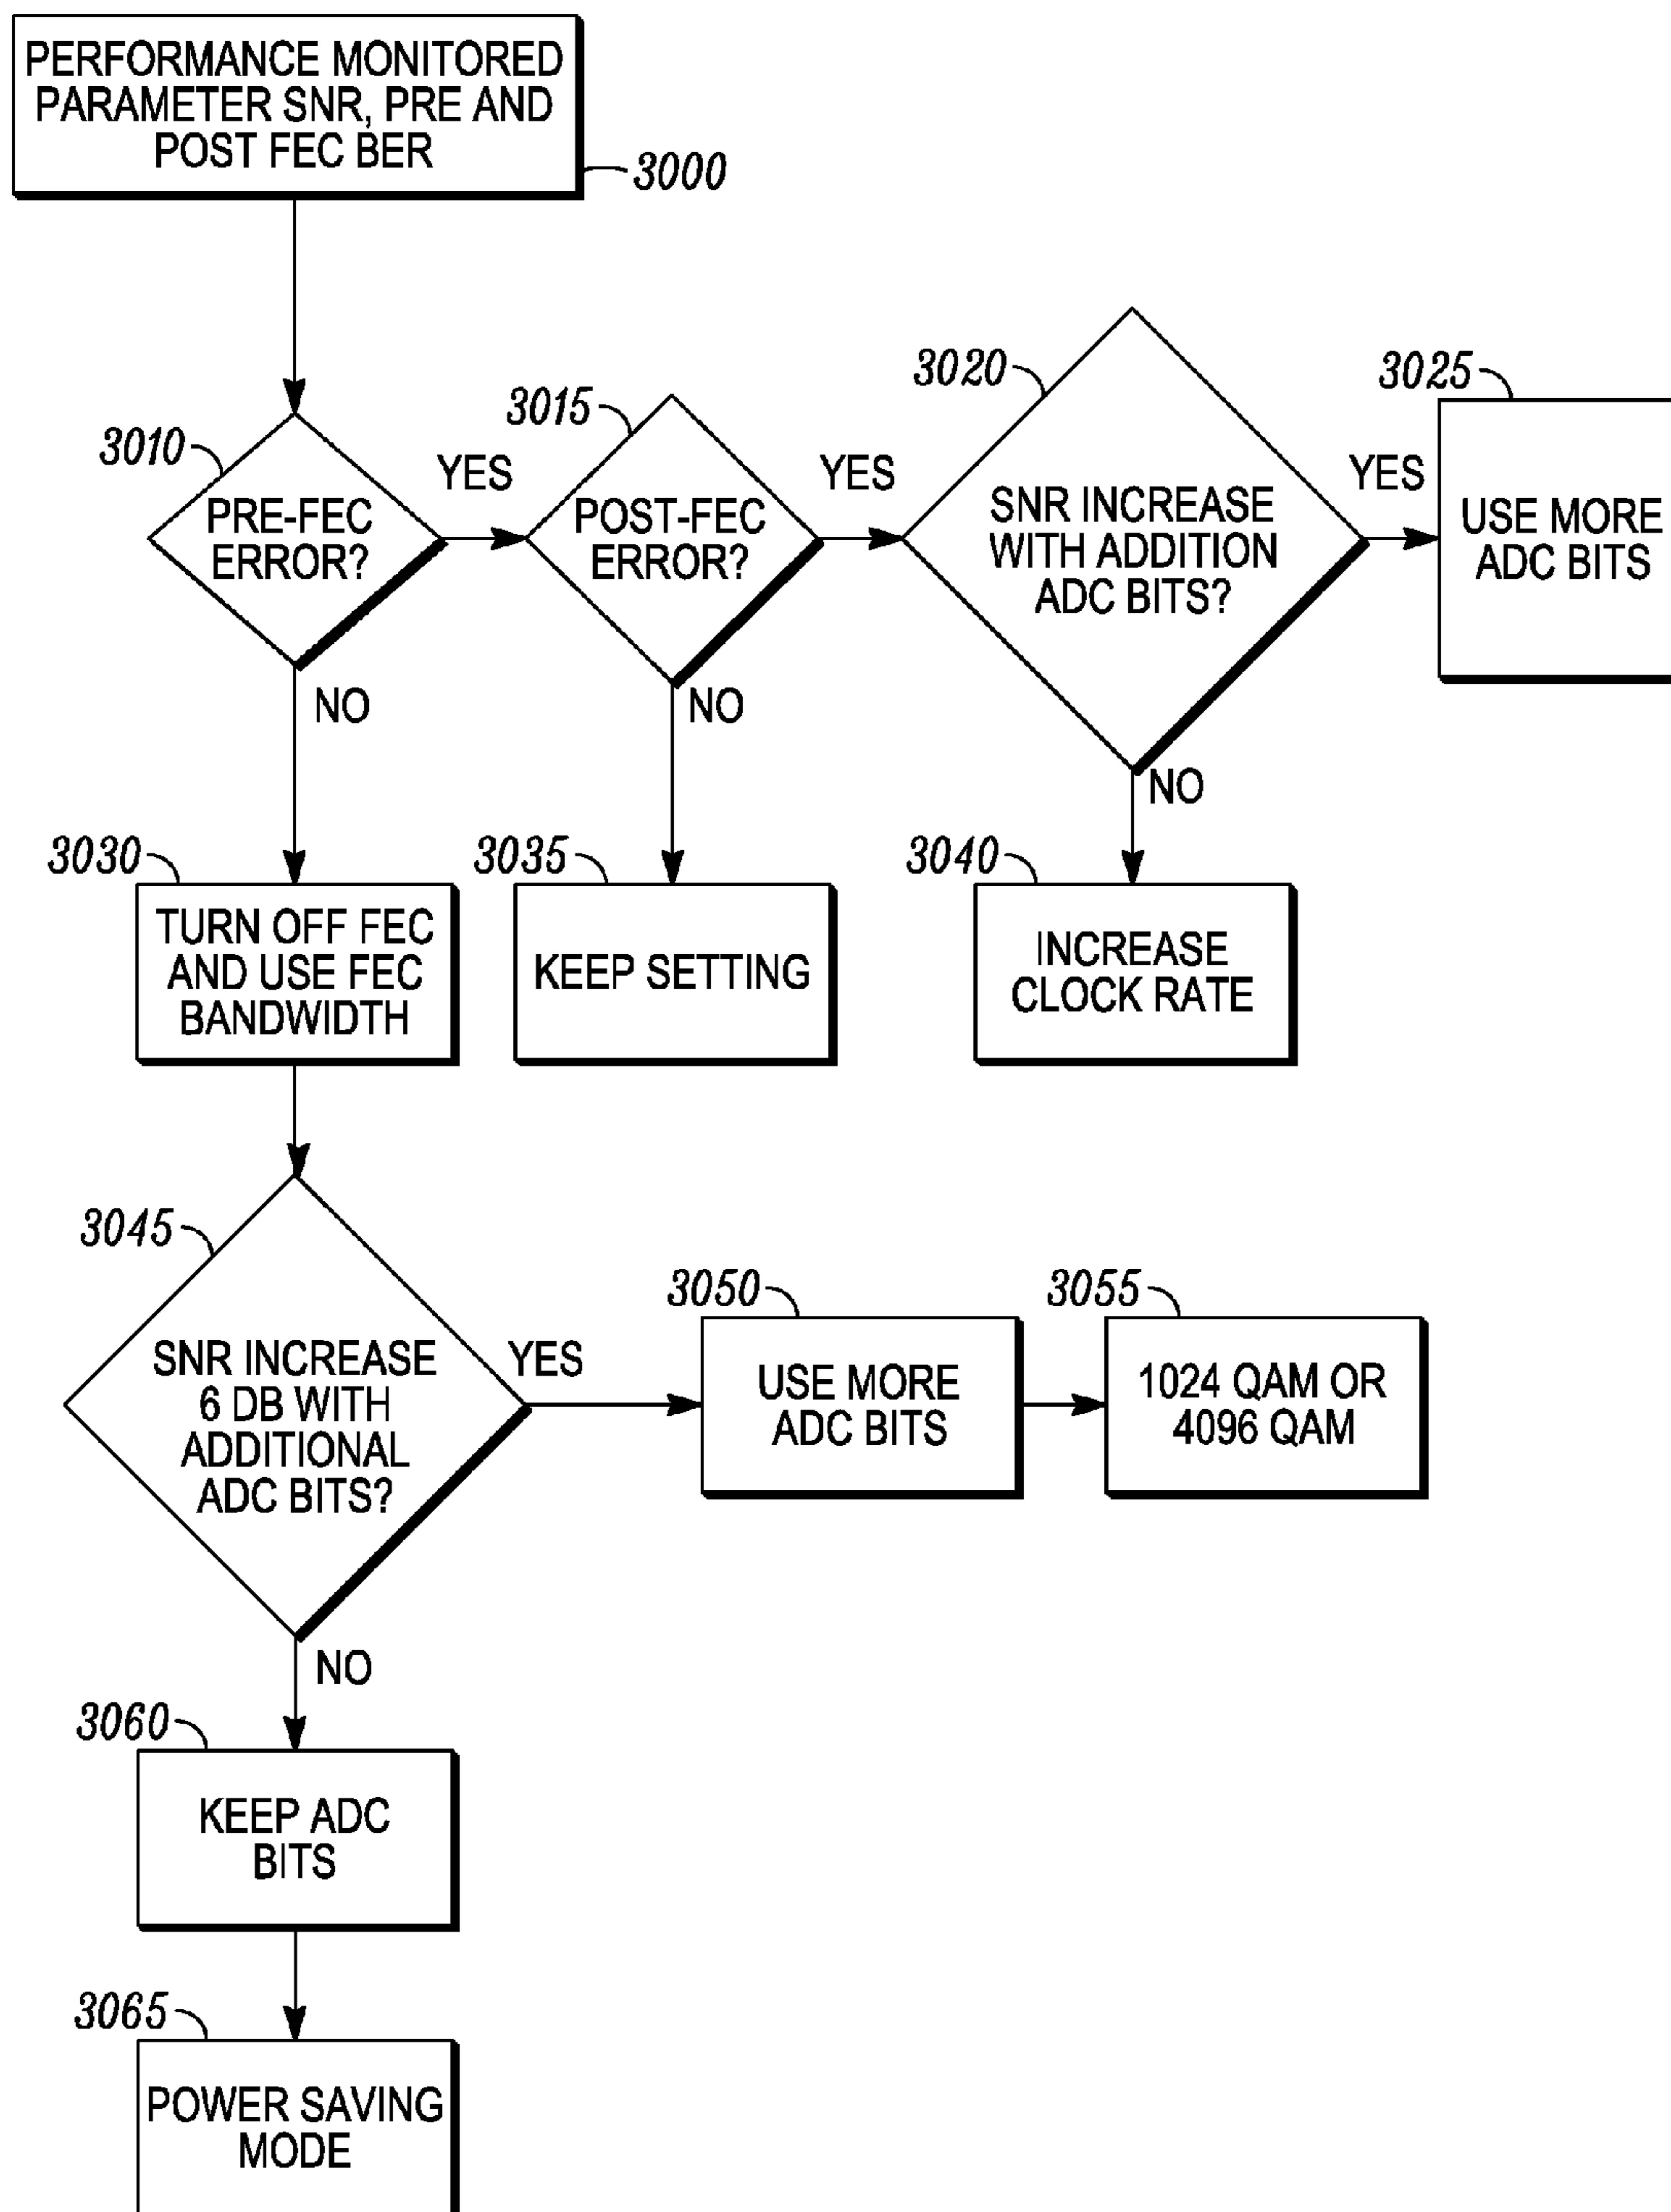 PERFORMANCE MONITORED
PARAMETER SNR, PRE AND
POST FEC BER
3000
3010
PRE-FEC
ERROR?
YES
NO
3015
POST-FEC
ERROR?
YES
NO
3020
SNR INCREASE
WITH ADDITION
ADC BITS?
YES
NO
3025
USE MORE
ADC BITS
3030
TURN OFF FEC
AND USE FEC
BANDWIDTH
3035
KEEP SETTING
3040
INCREASE
CLOCK RATE
3045
SNR INCREASE
6 DB WITH
ADDITIONAL
ADC BITS?
YES
NO
3050
USE MORE
ADC BITS
3055
1024 QAM OR
4096 QAM
3060
KEEP ADC
BITS
3065
POWER SAVING
MODE